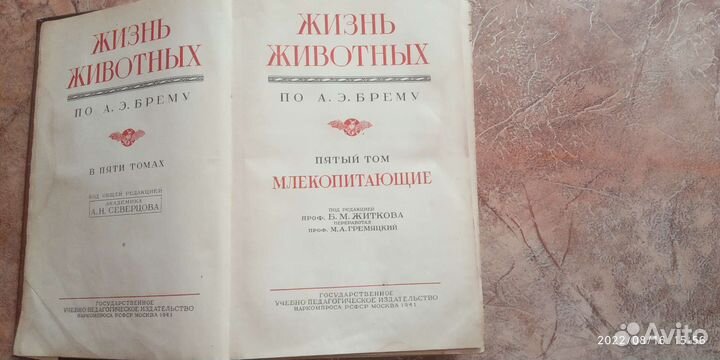 ЖИЗНЬ
ЖИВОТНЫХ
ПО А. Э. БРЕМУ
В ПЯТИ ТОМАХ
ПОД ОБЩЕЙ РЕДАКЦИЕЙ
АКАДЕМИКА
А.Н. СЕВЕРЦОВА
ГОСУДАРСТВЕННОЕ
УЧЕБНО ПЕДАГОГИЧЕСКОЕ ИЗДАТЕЛЬСТВО
НАРКОМПРОСА РСФСР МОСКВА 1941
ЖИЗНЬ
ЖИВОТНЫХ
ПО А. Э. БРЕМУ
ПЯТЫЙ ТОМ
МЛЕКОПИТАЮЩИЕ
ПОД РЕДАКЦИЕЙ
ПРОФ. Б. М. ЖИТКОВА
ПЕРЕРАБОТАЛ
ПРОФ. М.А. ГРЕМЯЦКИЙ
ГОСУДАРСТВЕННОЕ
УЧЕБНО ПЕДАГОГИЧЕСКОЕ ИЗДАТЕЛЬСТВО
НАРКОМПРОСА РСФСР МОСКВА 1941
Avito
2022/08/16 15:56